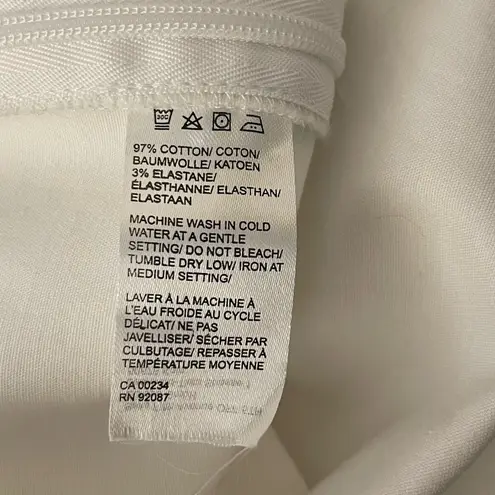 30C
97% COTTON/ COTON/
BAUMWOLLE/ KATOEN
3% ELASTANE/
ÉLASTHANNE/ ELASTHAN/
ELASTAAN
MACHINE WASH IN COLD
WATER AT A GENTLE
SETTING/ DO NOT BLEACH/
TUMBLE DRY LOW/ IRON AT
MEDIUM SETTING/
LAVER À LA MACHINE À
L'EAU FROIDE AU CYCLE
DÉLICAT/ NE PAS
JAVELLISER/ SÉCHER PAR
CULBUTAGE/ REPASSER À
TEMPÉRATURE MOYENNE
CA 00234
RN 92087